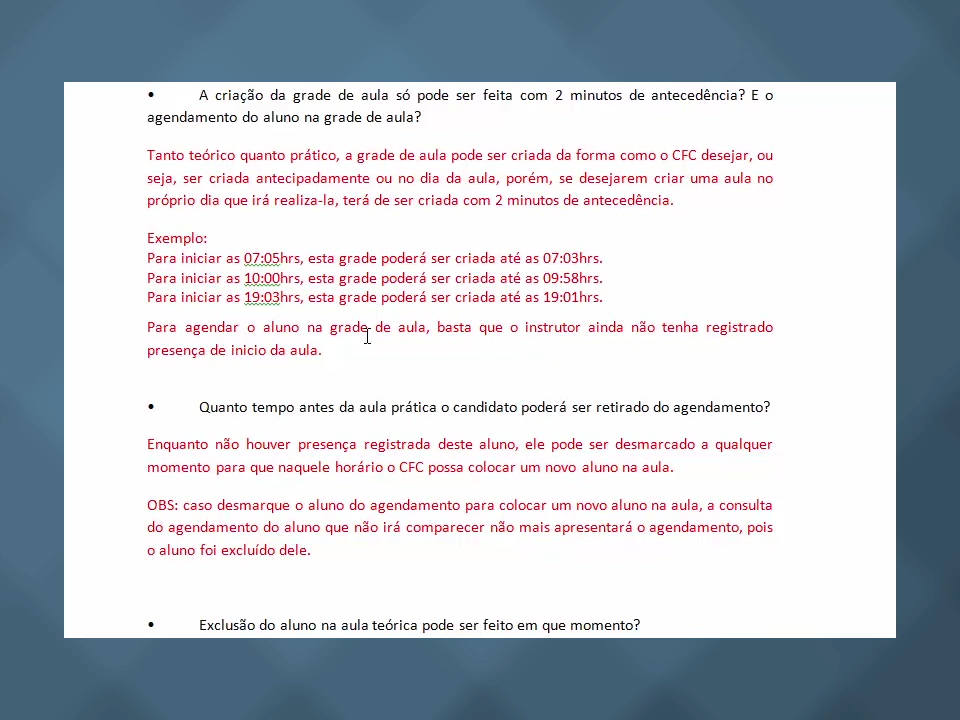 • A criação da grade de aula só pode ser feita com 2 minutos de antecedência? E o
agendamento do aluno na grade de aula?
Tanto teórico quanto prático, a grade de aula pode ser criada da forma como o CFC desejar, ou
seja, ser criada antecipadamente ou no dia da aula, porém, se desejarem criar uma aula no
próprio dia que irá realiza-la, terá de ser criada com 2 minutos de antecedência.
Exemplo:
Para iniciar as 07:05hrs, esta grade poderá ser criada até as 07:03hrs.
Para iniciar as 10:00hrs, esta grade poderá ser criada até as 09:58hrs.
Para iniciar as 19:03hrs, esta grade poderá ser criada até as 19:01hrs.
Para agendar o aluno na grade de aula, basta que o instrutor ainda não tenha registrado
presença de inicio da aula.
• Quanto tempo antes da aula prática o candidato poderá ser retirado do agendamento?
Enquanto não houver presença registrada deste aluno, ele pode ser desmarcado a qualquer
momento para que naquele horário o CFC possa colocar um novo aluno na aula.
OBS: caso desmarque o aluno do agendamento para colocar um novo aluno na aula, a consulta
do agendamento do aluno que não irá comparecer não mais apresentará o agendamento, pois
o aluno foi excluído dele.
• Exclusão do aluno na aula teórica pode ser feito em que momento?